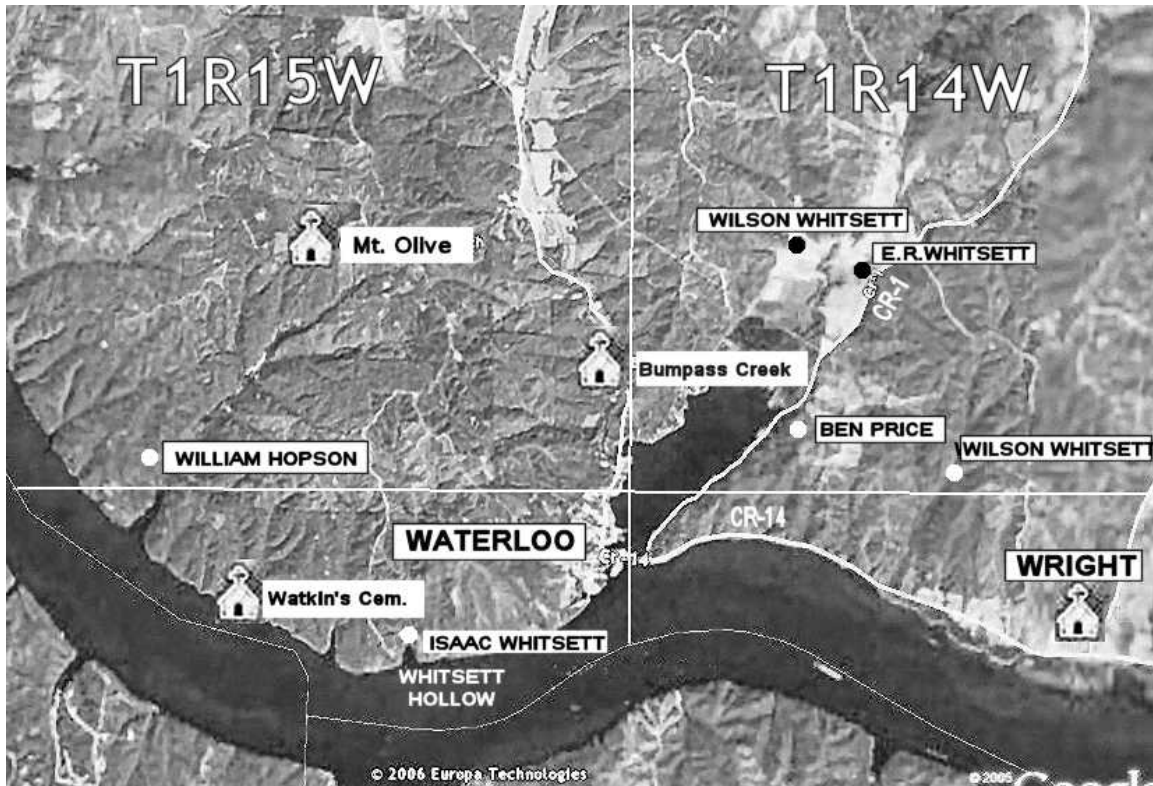 T1R15W
T1R14W
WILSON WHITSETT
Mt. Olive
E.R.WHITSETT
CR-1
Bumpass Creek
BEN PRICE
WILLIAM HOPSON
WILSON WHITSETT
CR-14
WATERLOO
Cr-14
WRIGHT
Watkin's Cem.
ISAAC WHITSETT
WHITSETT
HOLLOW
© 2006 Europa Technologies
© 2005